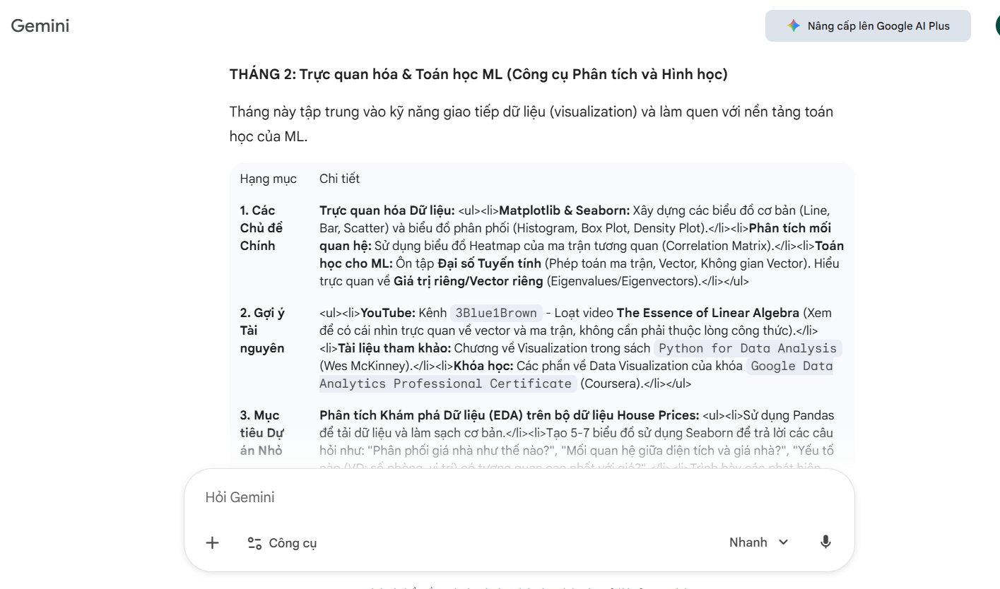 Gemini
Nâng cấp lên Google AI Plus
THÁNG 2: Trực quan hóa & Toán học ML (Công cụ Phân tích và Hình học)
Tháng này tập trung vào kỹ năng giao tiếp dữ liệu (visualization) và làm quen với nền tảng toán
học của ML.
Hạng mục
Chi tiết
1. Các
Chủ đề
Chính
Trực quan hóa Dữ liệu: <ul><li>Matplotlib & Seaborn: Xây dựng các biểu đồ cơ bản (Line,
Bar, Scatter) và biểu đồ phân phối (Histogram, Box Plot, Density Plot).</li><li>Phân tích mối
quan hệ: Sử dụng biểu đồ Heatmap của ma trận tương quan (Correlation Matrix).</li><li>Toán
học cho ML: Ôn tập Đại số Tuyến tính (Phép toán ma trận, Vector, Không gian Vector). Hiểu
trực quan về Giá trị riêng/Vector riêng (Eigenvalues/Eigenvectors).</li></ul>
2. Gợi ý
Tài
nguyên
<ul><li>YouTube: Kênh 3Blue1Brown - Loạt video The Essence of Linear Algebra (Xem
để có cái nhìn trực quan về vector và ma trận, không cần phải thuộc lòng công thức).</li>
<li>Tài liệu tham khảo: Chương về Visualization trong sách Python for Data Analysis
(Wes McKinney).</li><li>Khóa học: Các phần về Data Visualization của khóa Google Data
Analytics Professional Certificate (Coursera).</li></ul>
3. Mục
tiêu Dự
án Nhỏ
Phân tích Khám phá Dữ liệu (EDA) trên bộ dữ liệu House Prices: <ul><li>Sử dụng Pandas
để tải dữ liệu và làm sạch cơ bản.</li><li>Tạo 5-7 biểu đồ sử dụng Seaborn để trả lời các câu
hỏi như: "Phân phối giá nhà như thế nào?", "Mối quan hệ giữa diện tích và giá nhà?", "Yếu tố
nào (VD: số phòng, vị trí) có tương quan cao nhất với giá?".</li><li>Trình bày các phát hiện
Hỏi Gemini
Công cụ
Nhanh